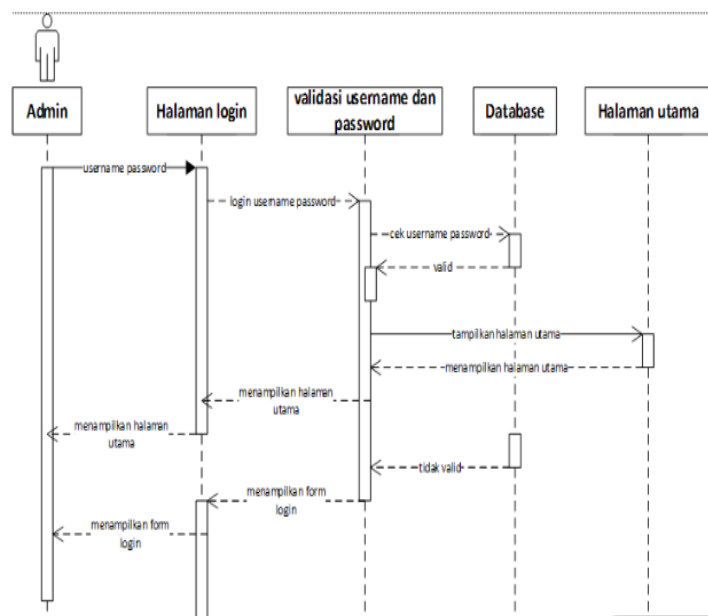 Admin
Halaman login
validasi username dan
password
Database
Halaman utama
username password
login username password
cek username password
valid
tampilkan halaman utama
menampilkan halaman utama
menampilkan halaman
utama
menampilkan halaman
utama
tidak valid
menampilkan form
login
menampilkan form
login